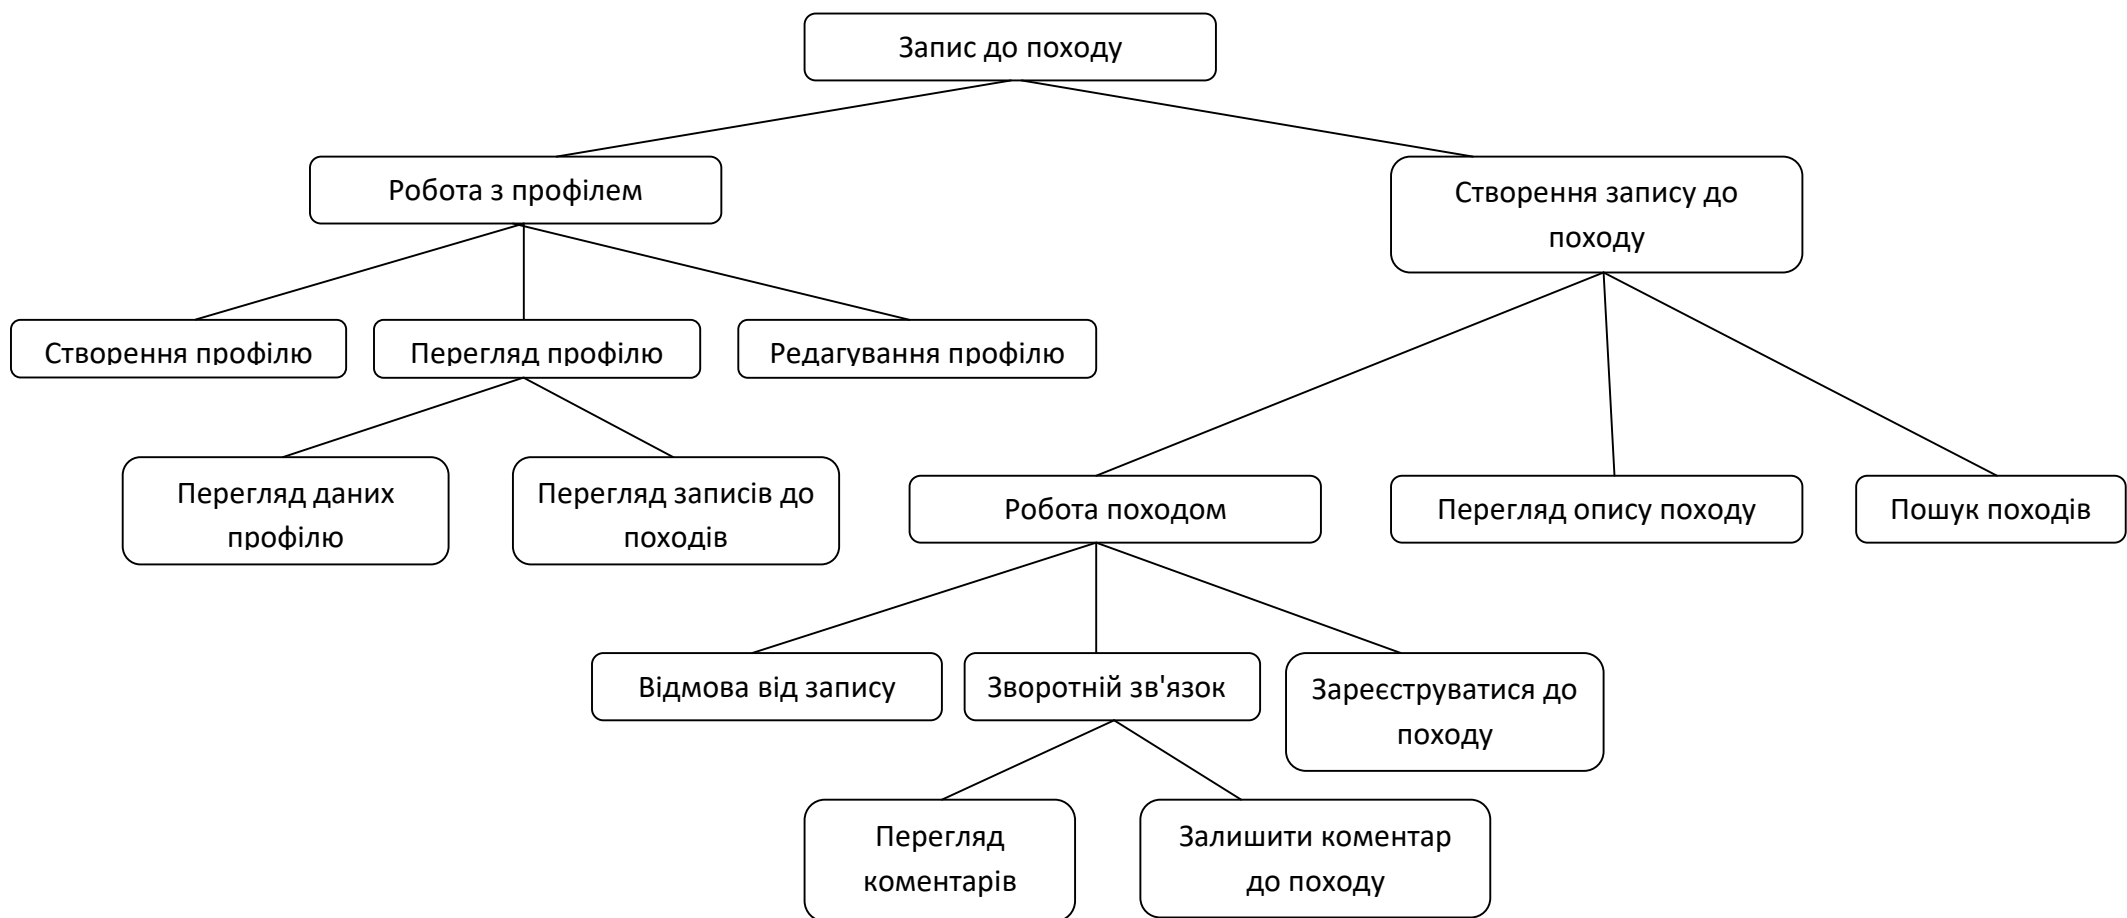 Запис до походу
Робота з профілем
Створення запису до
походу
Створення профілю
Перегляд профілю
Редагування профілю
Перегляд даних
профілю
Перегляд записів до
походів
Робота походом
Перегляд опису походу
Пошук походів
Відмова від запису
Зворотній зв'язок
Зареєструватися до
походу
Перегляд
коментарів
Залишити коментар
до походу